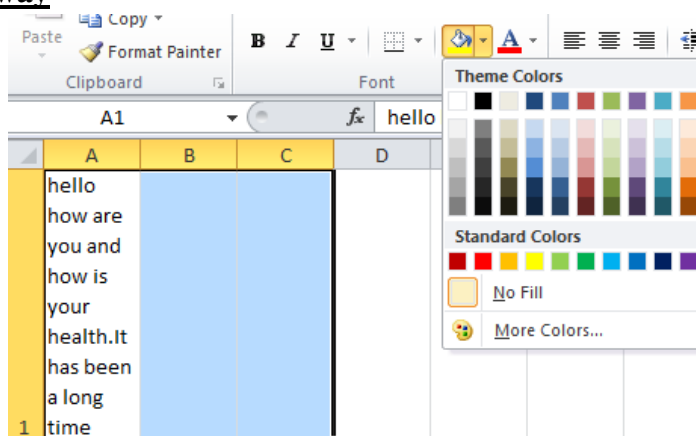 way
Copy
Paste
Format Painter
B I U A
Clipboard
Font
Theme Colors
A1
fx hello
A B C D
hello
how are
you and
how is
your
health.It
has been
a long
1 time
Standard Colors
No Fill
More Colors...